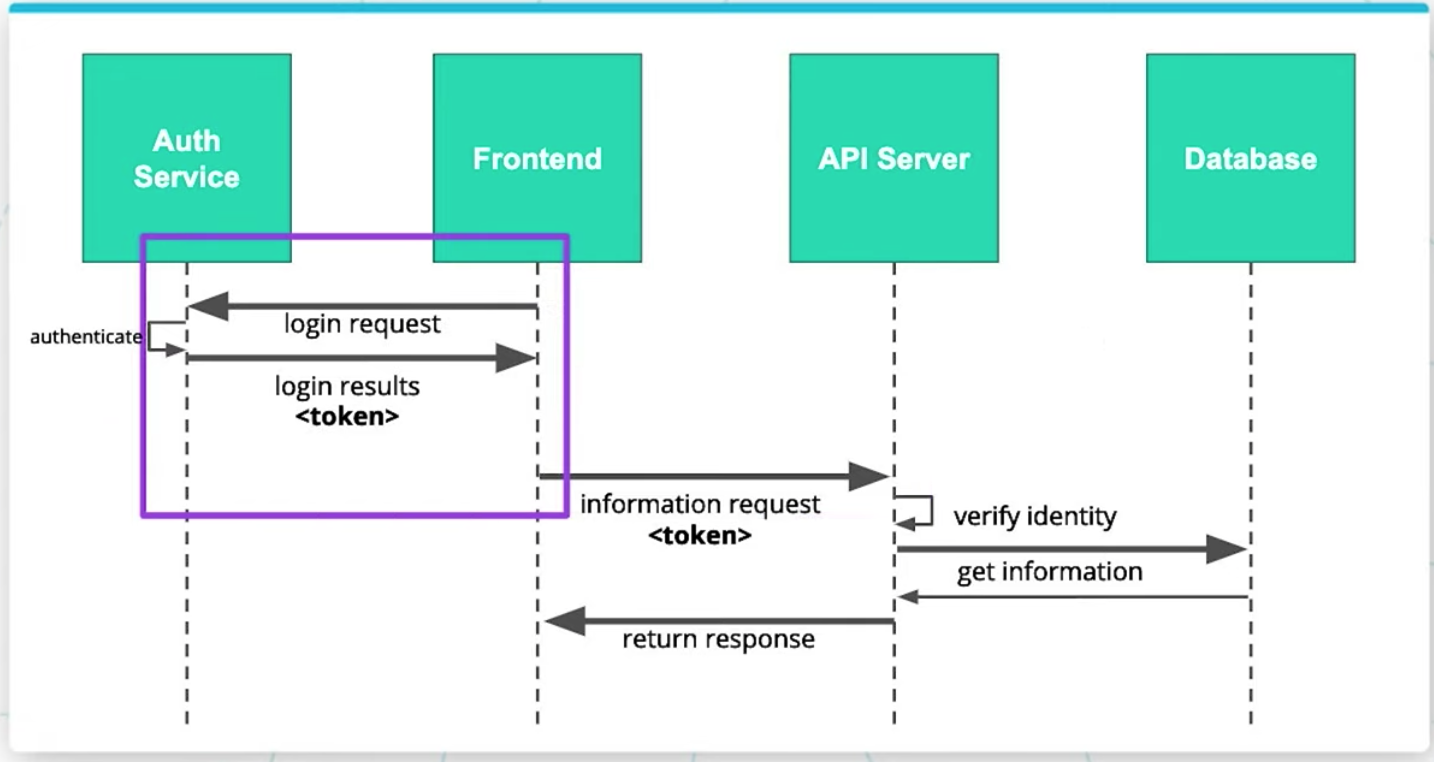 Auth
Service
Frontend
API Server
Database
login request
authenticate
login results
<token>
information request
<token>
verify identity
get information
return response